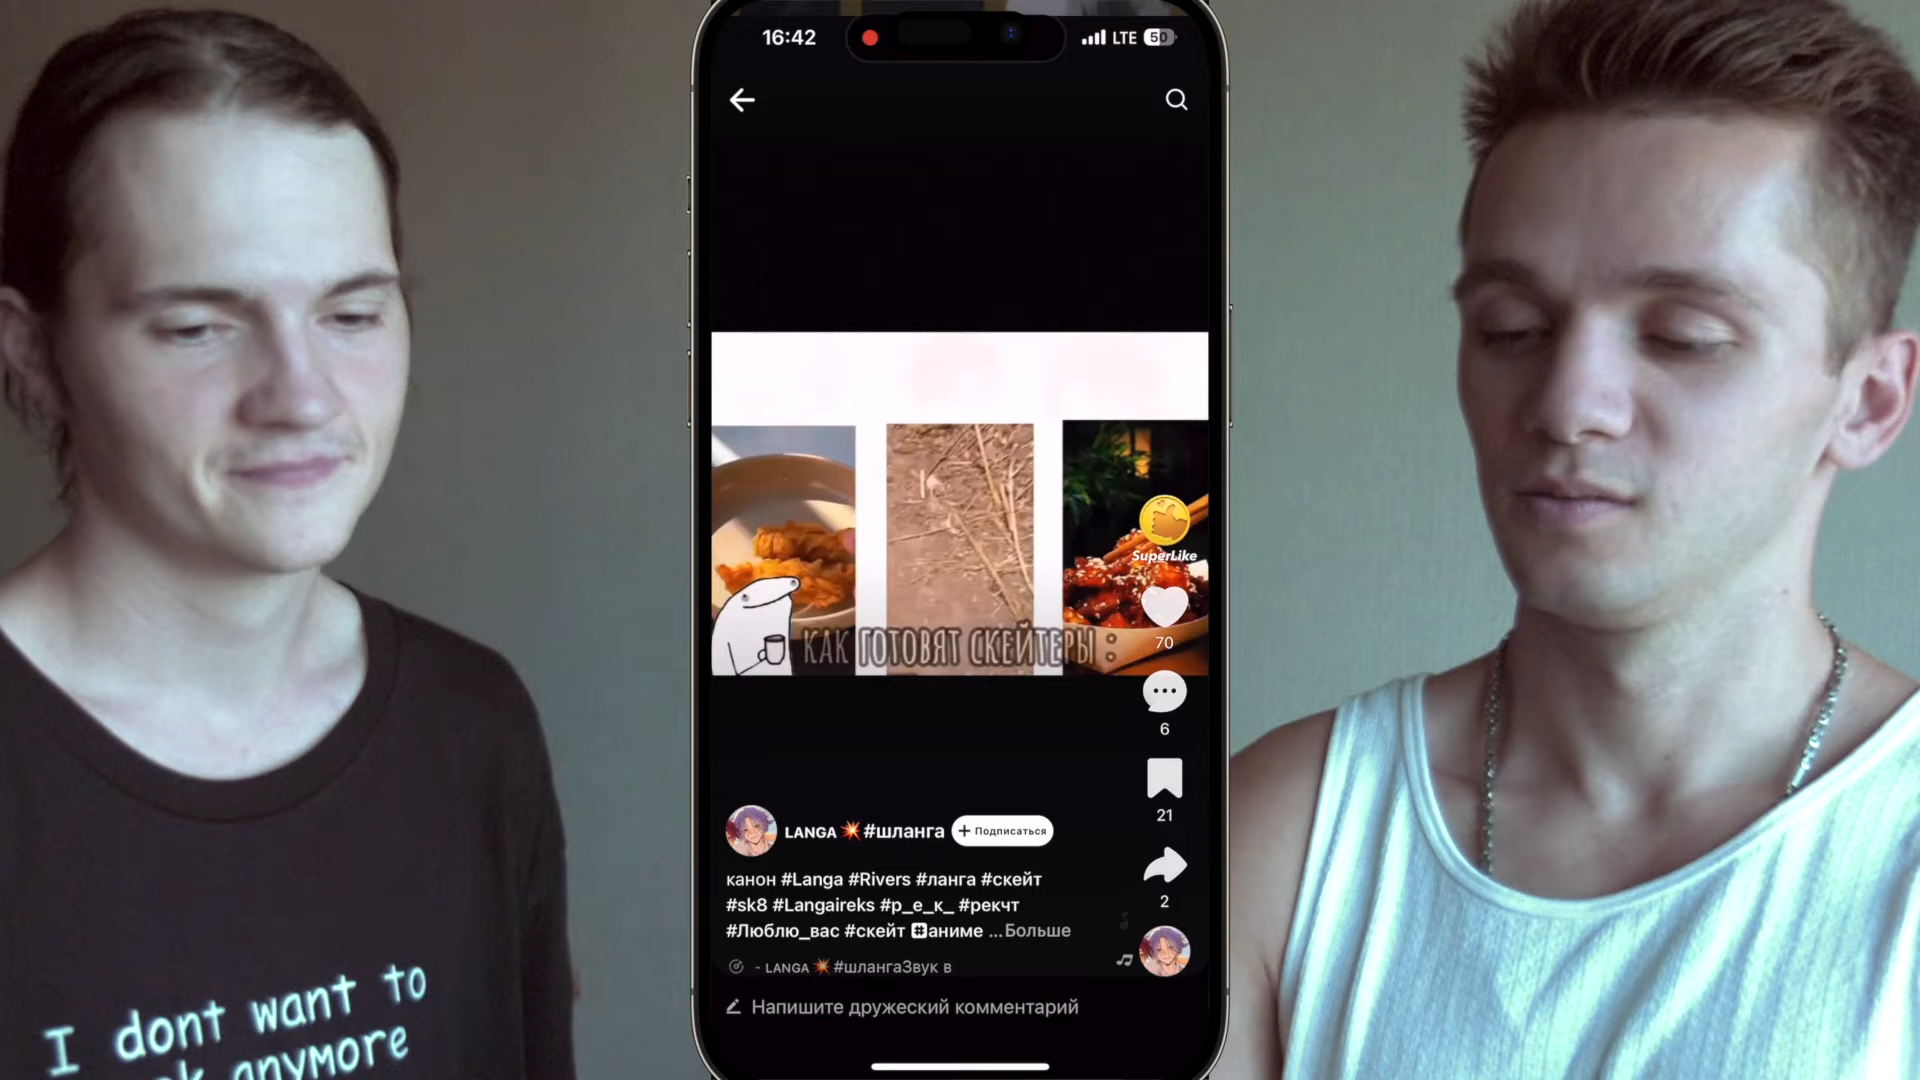 16:42
LTE
50
КАК ГОТОВЯТ СКЕЙТЕРЫ :
SuperLike
70
6
21
2
LANGA 💥 #шланга
+ Подписаться
канон #Langa #Rivers #ланга #скейт
#sk8 #Langaireks #р_е_к_ #рекчт
#Люблю_вас #скейт #️⃣аниме ...Больше
- LANGA 💥 #шлангаЗвук в
Напишите дружеский комментарий
I dont want to
anymore